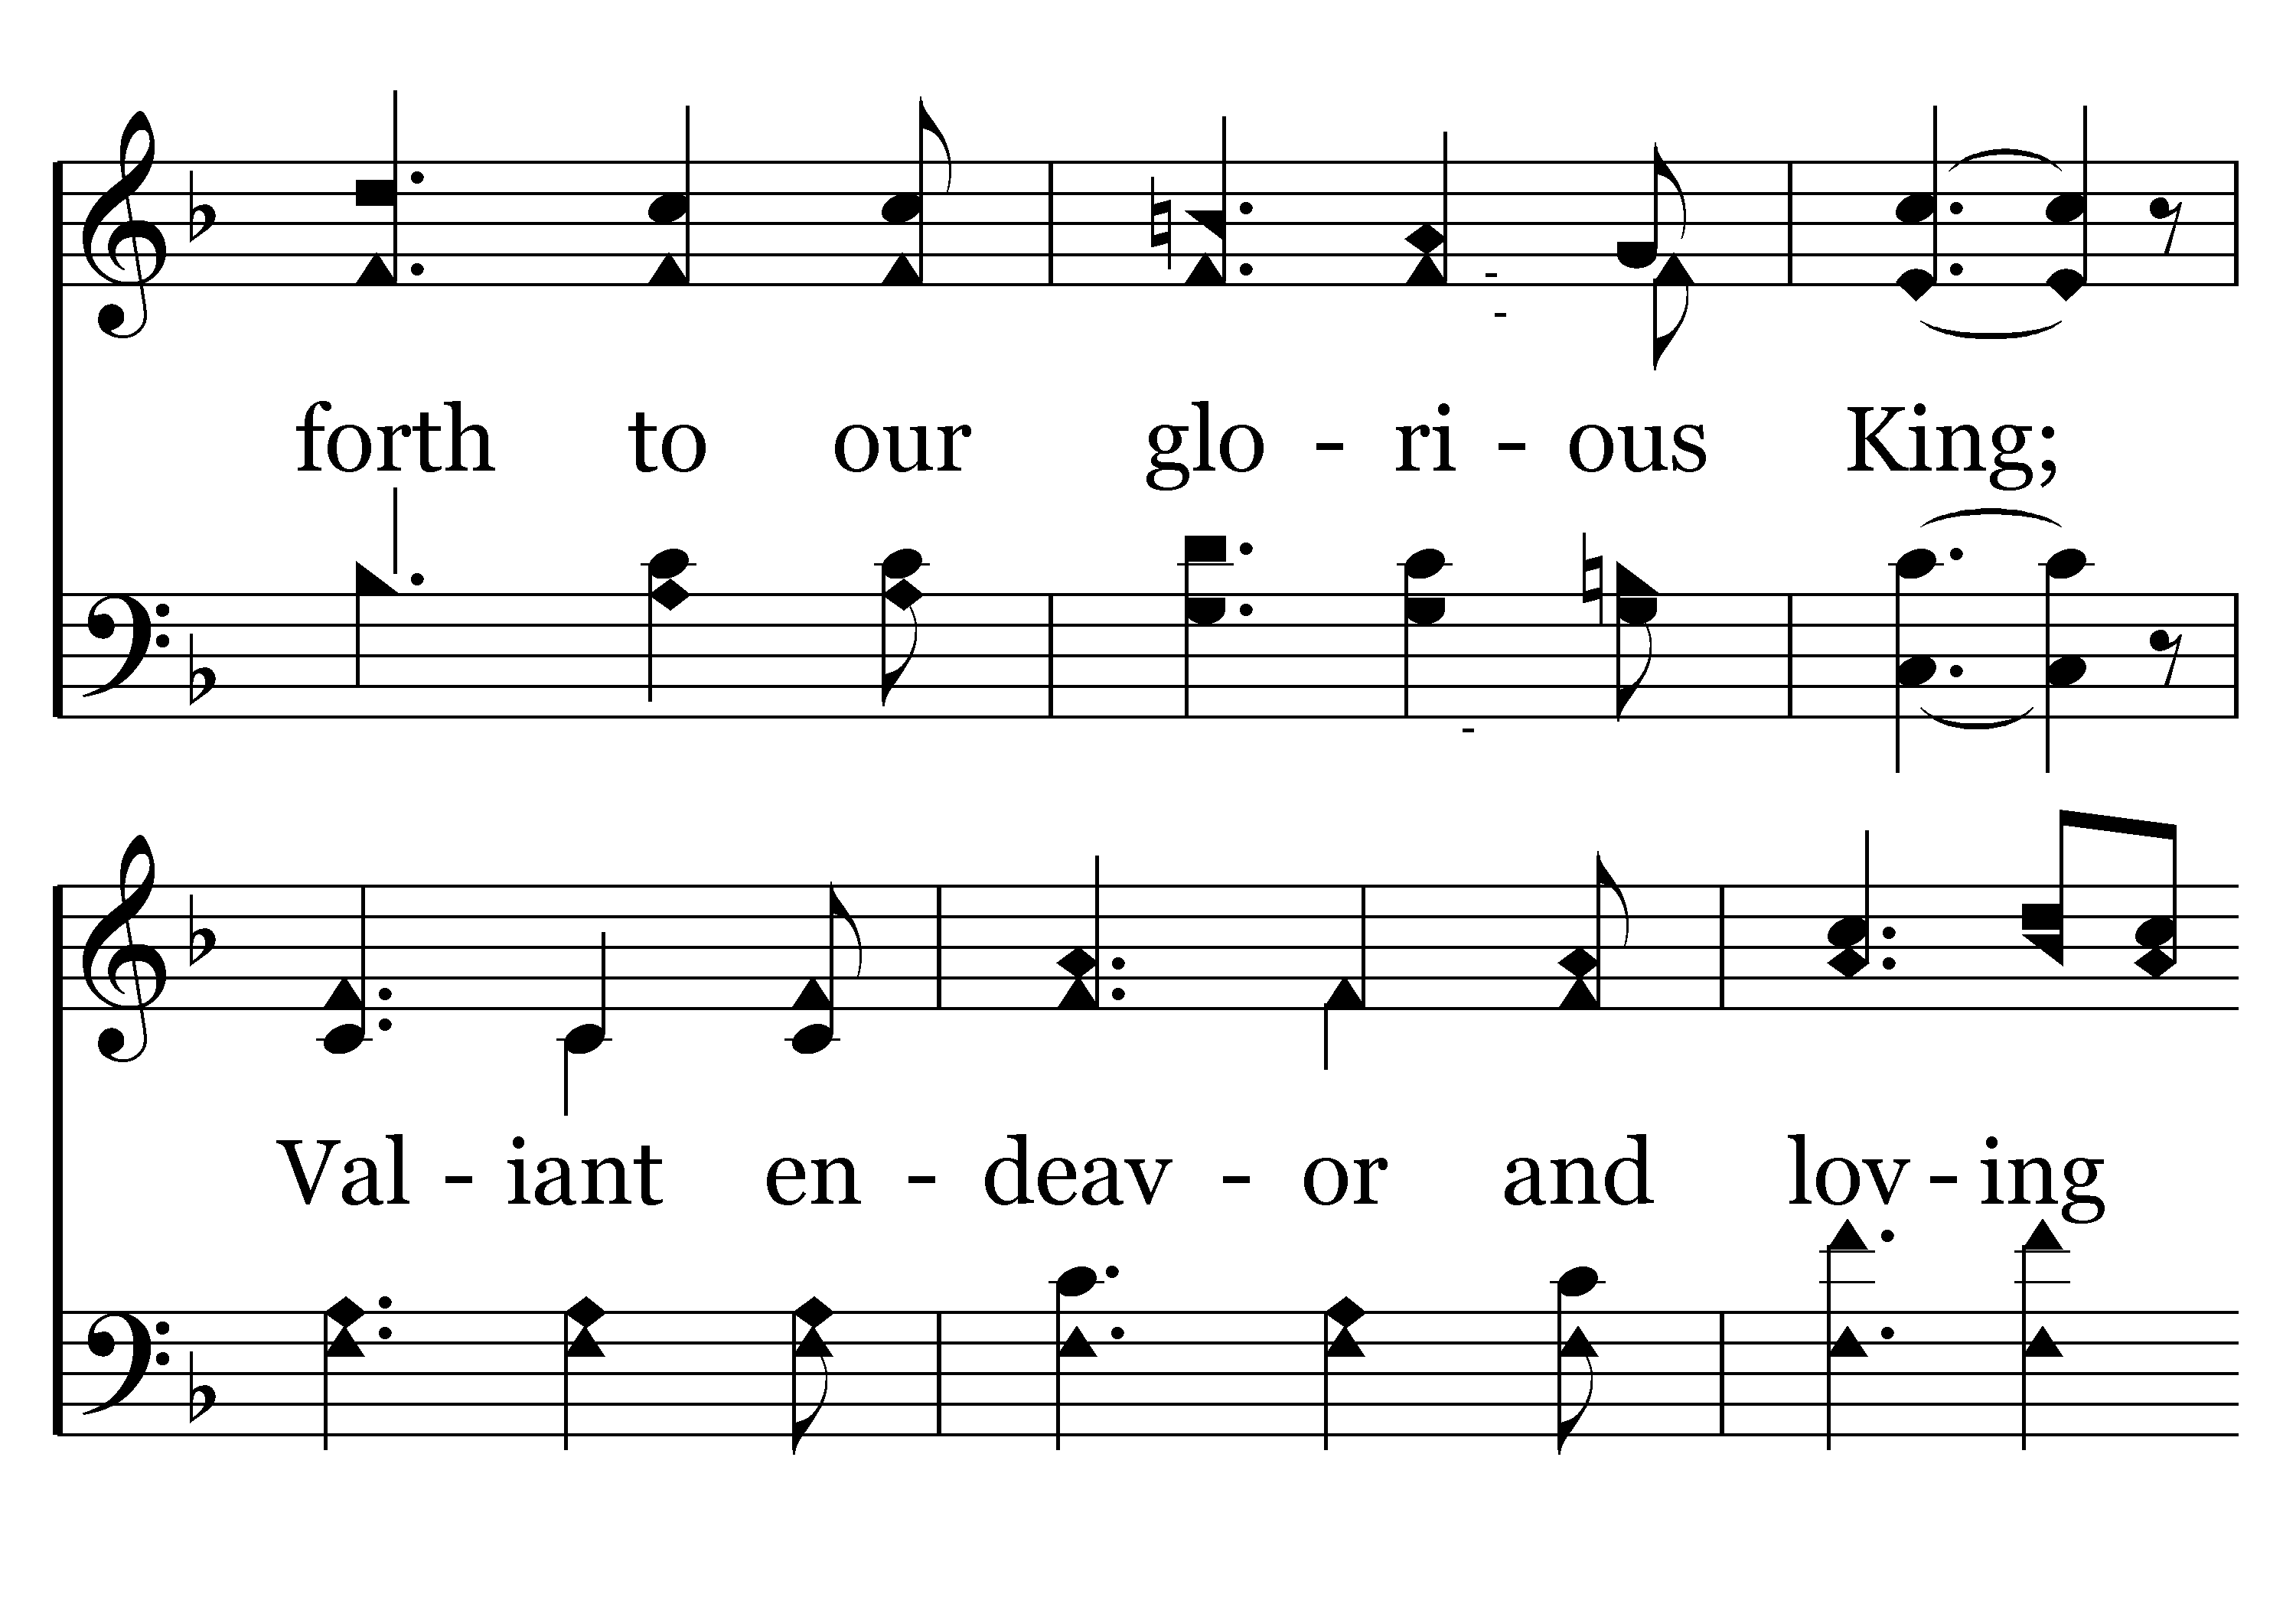 forth to our glo - ri - ous King;
Val - iant en - deav - or and lov - ing